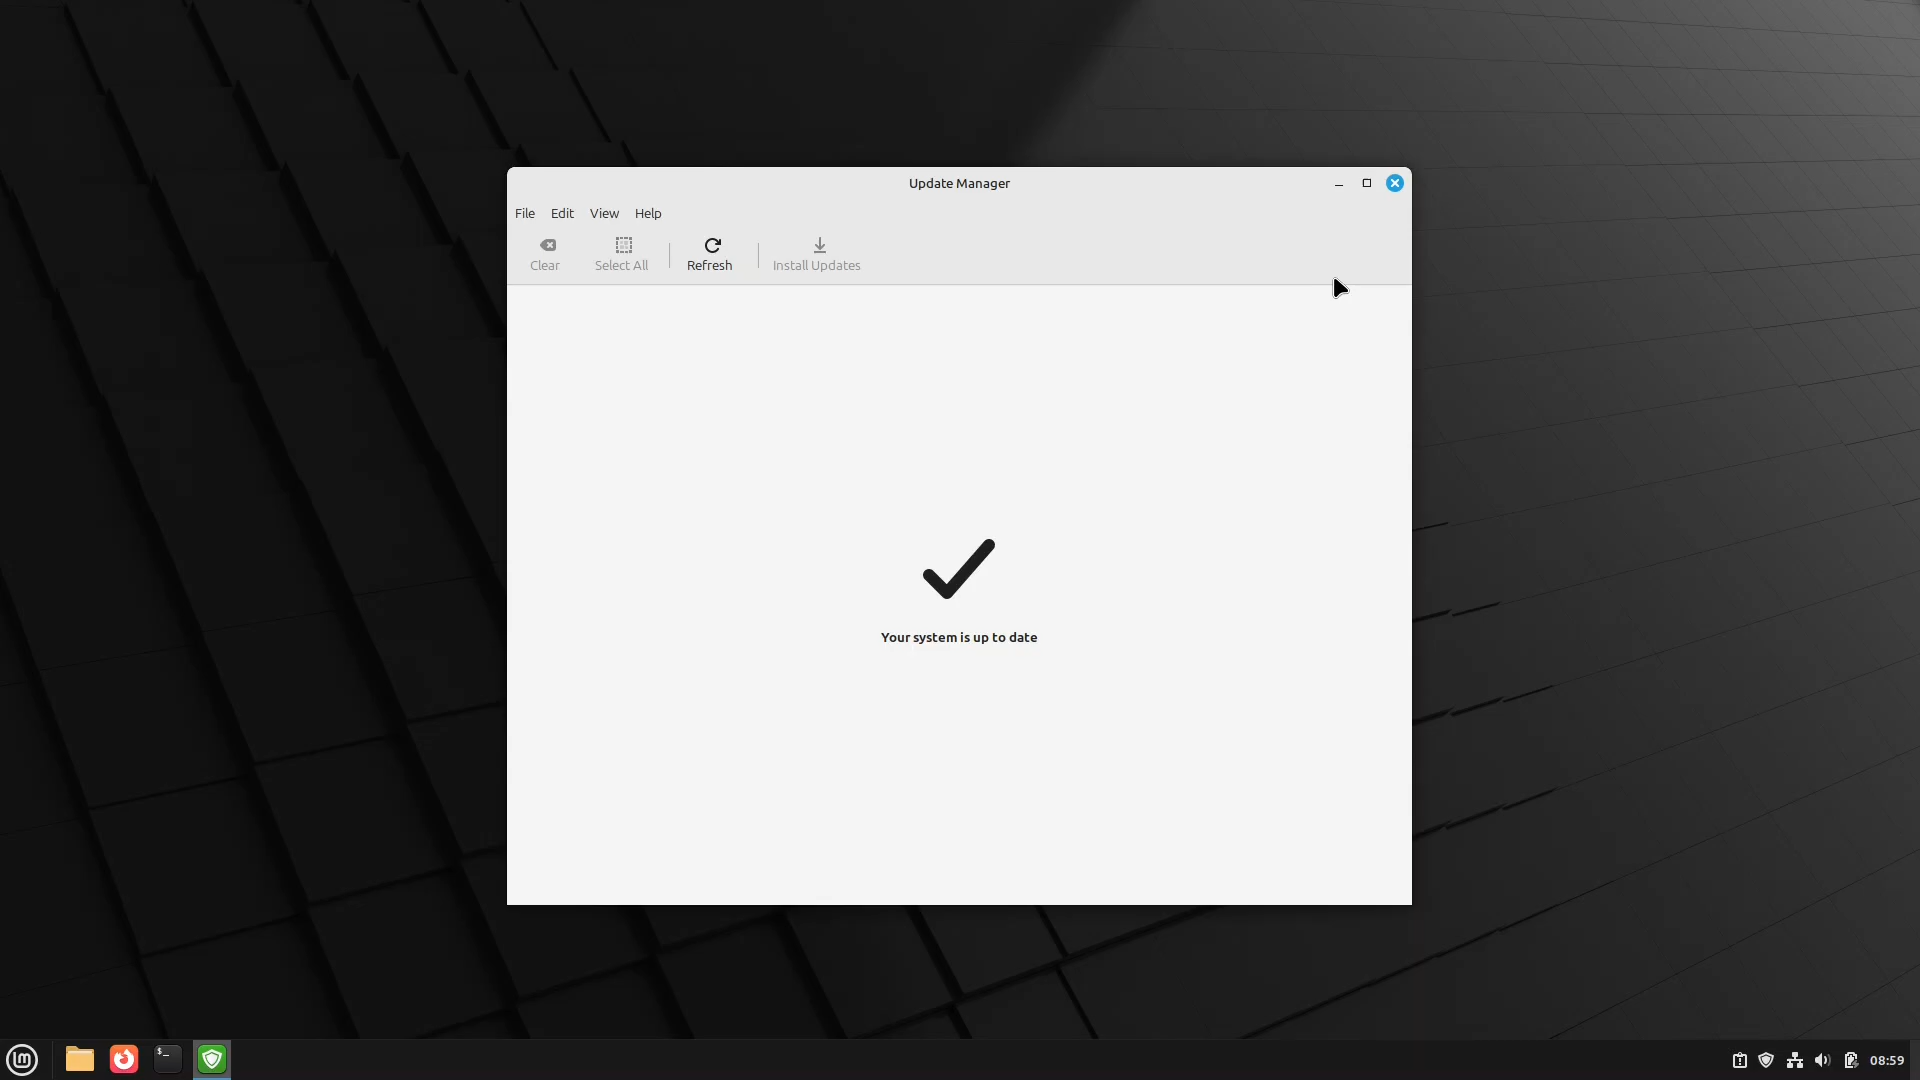 Update Manager
File Edit View Help
Clear Select All Refresh Install Updates
Your system is up to date
08:59